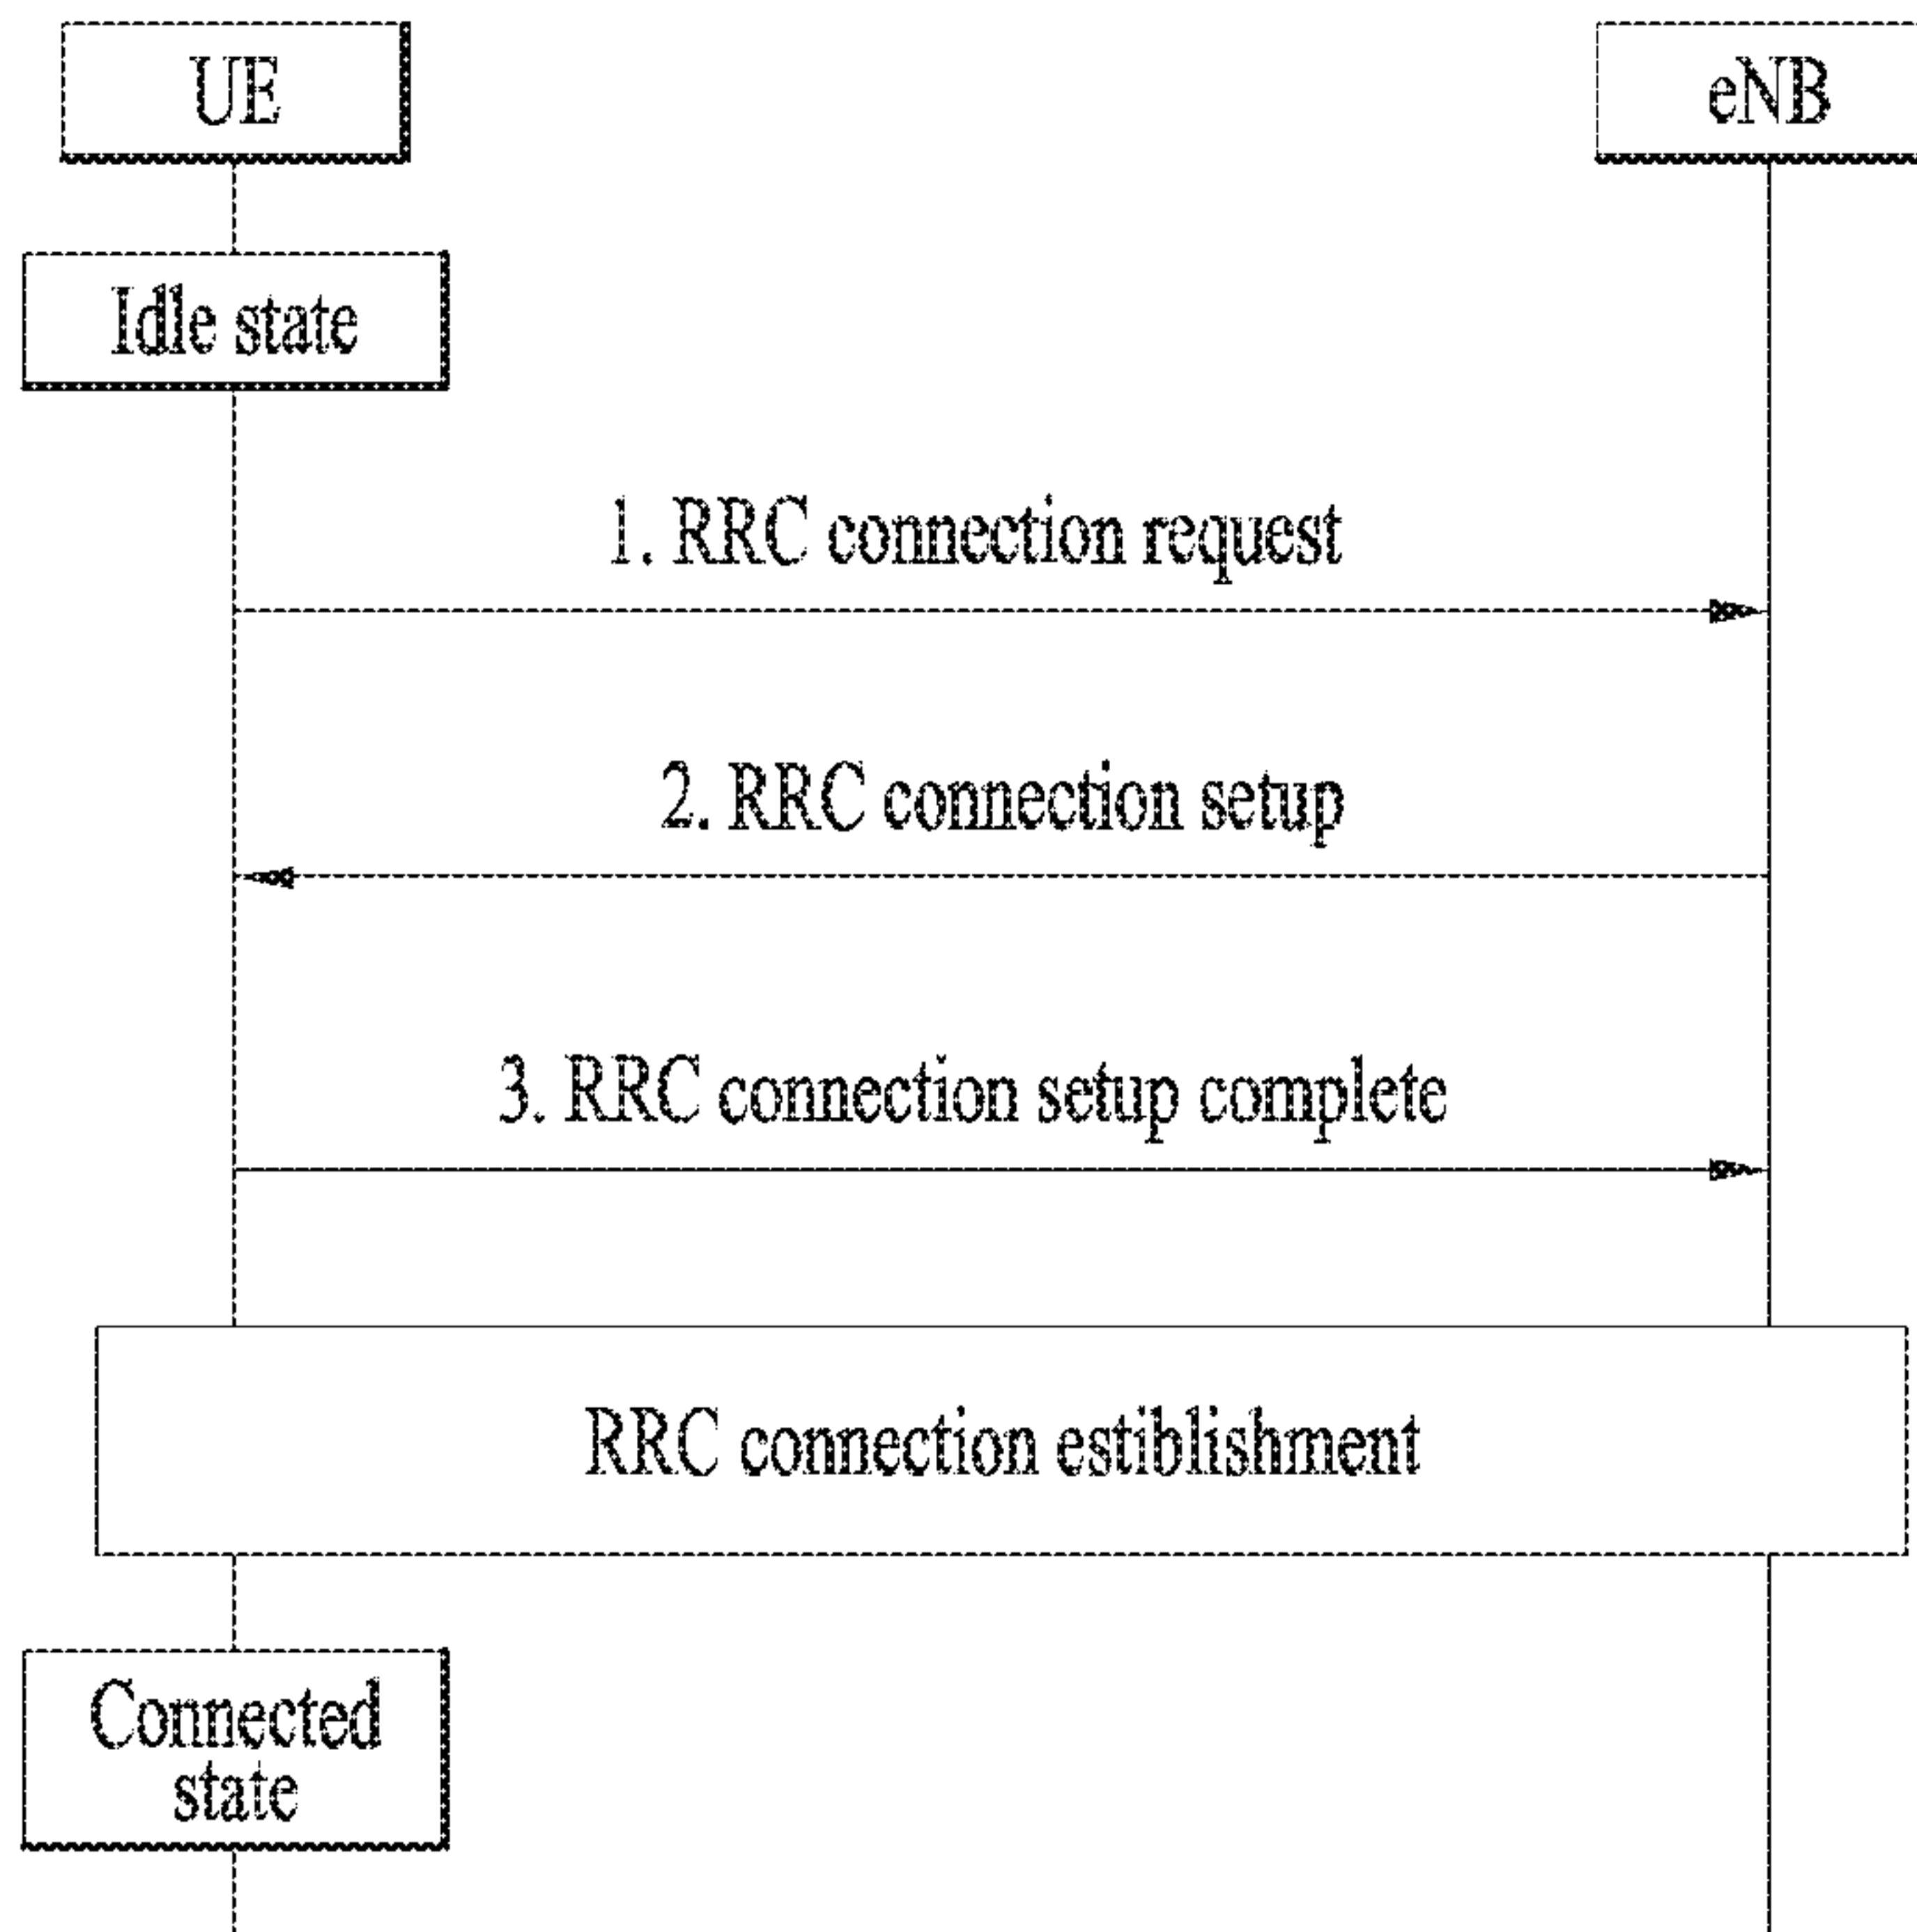 UE
eNB
Idle state
1. RRC connection request
2. RRC connection setup
3. RRC connection setup complete
RRC connection estiblishment
Connected
state